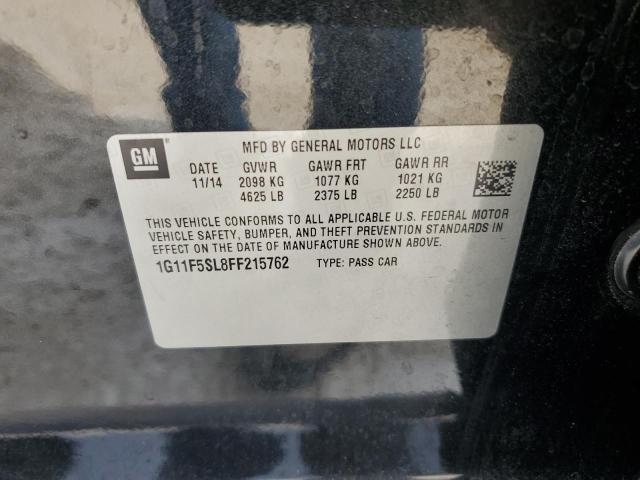 GM
MFD BY GENERAL MOTORS LLC
DATE GVWR GAWR FRT GAWR RR
11/14 2098 KG 1077 KG 1021 KG
4625 LB 2375 LB 2250 LB
THIS VEHICLE CONFORMS TO ALL APPLICABLE U.S. FEDERAL MOTOR
VEHICLE SAFETY, BUMPER, AND THEFT PREVENTION STANDARDS IN
EFFECT ON THE DATE OF MANUFACTURE SHOWN ABOVE.
1G11F5SL8FF215762 TYPE: PASS CAR